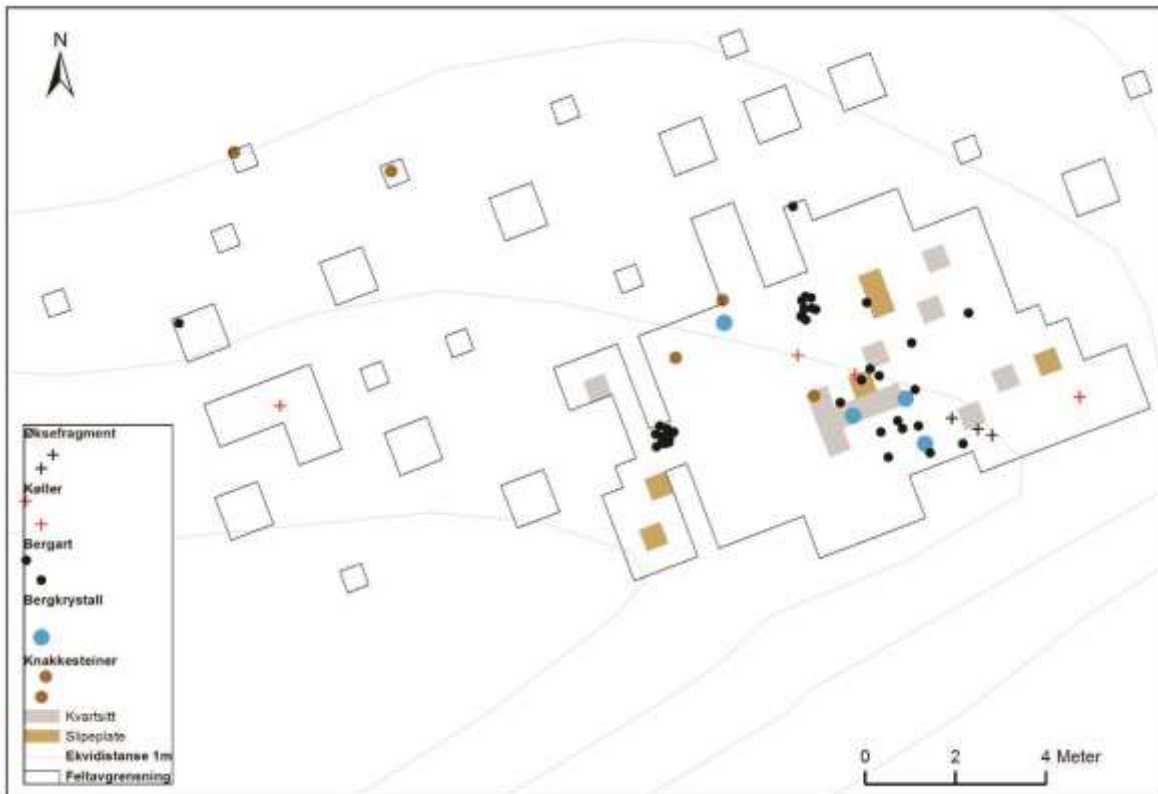 N
Øksefragment
Køller
Bergart
Bergkrystall
Knakkesteiner
Kvartsitt
Slipeplate
Ekvidistanse 1m
Feltavgrensning
0 2 4 Meter